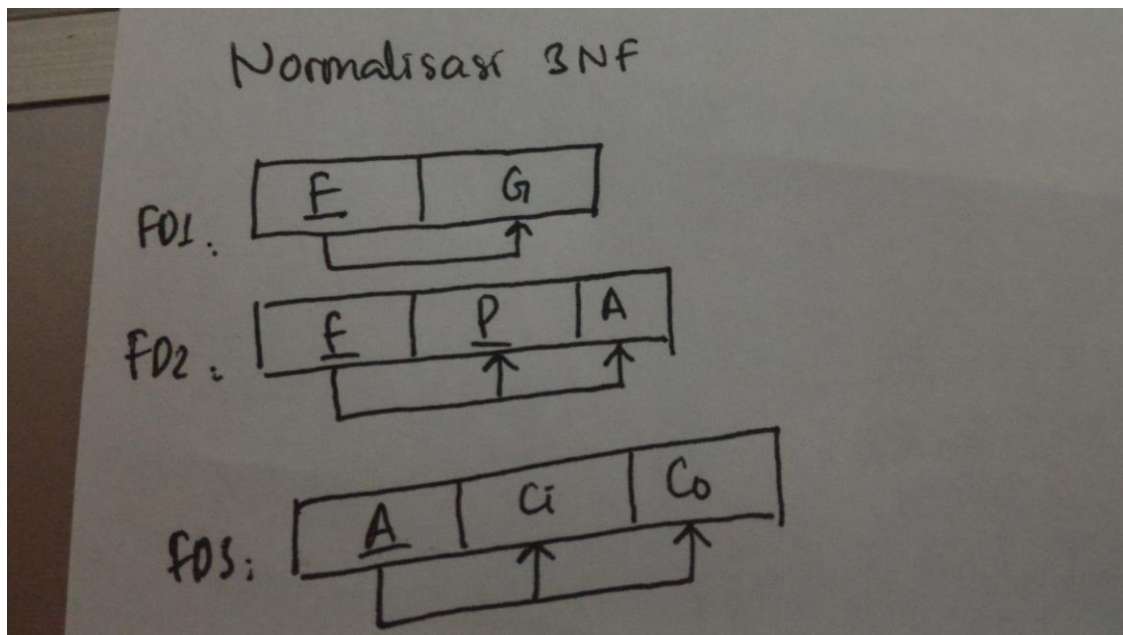 Normalisasi 3NF
FD1: F G
FD2: F P A
FD3: A Ci Co